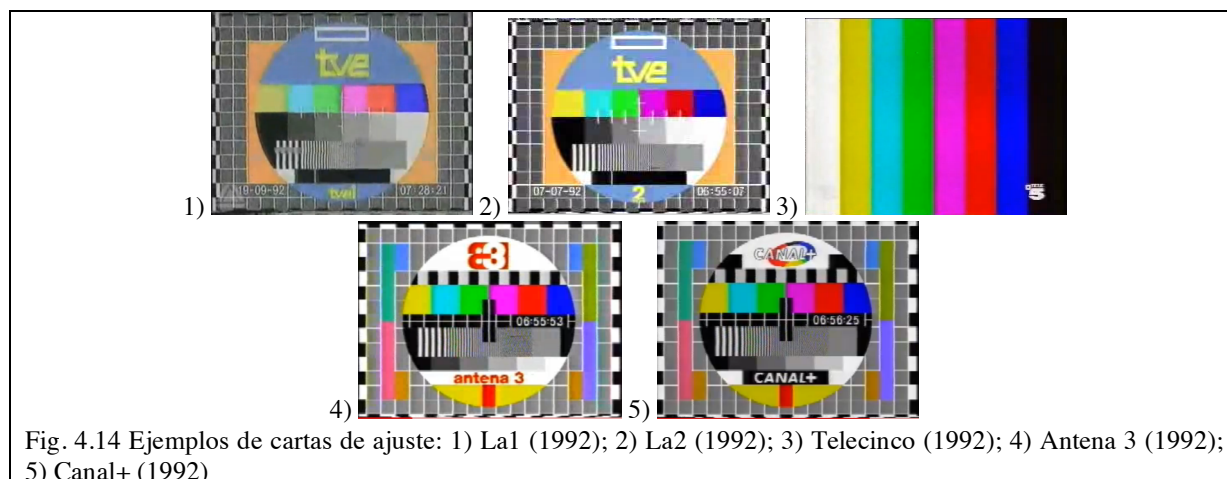 tve
tve
19-09-92 07:28:21
07-07-92 06:55:07
5
tve1
2
1) 2) 3)
3
CANAL+
06:55:53
06:56:25
antena 3
CANAL+
4) 5)
Fig. 4.14 Ejemplos de cartas de ajuste: 1) La1 (1992); 2) La2 (1992); 3) Telecinco (1992); 4) Antena 3 (1992);
5) Canal+ (1992)